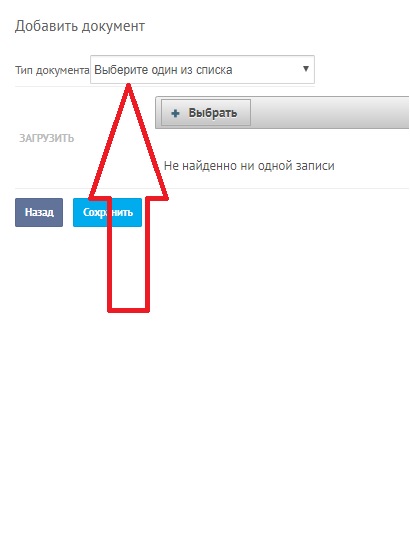 Добавить документ
Тип документа Выберите один из списка
+ Выбрать
ЗАГРУЗИТЬ
Не найденно ни одной записи
Назад Сохранить